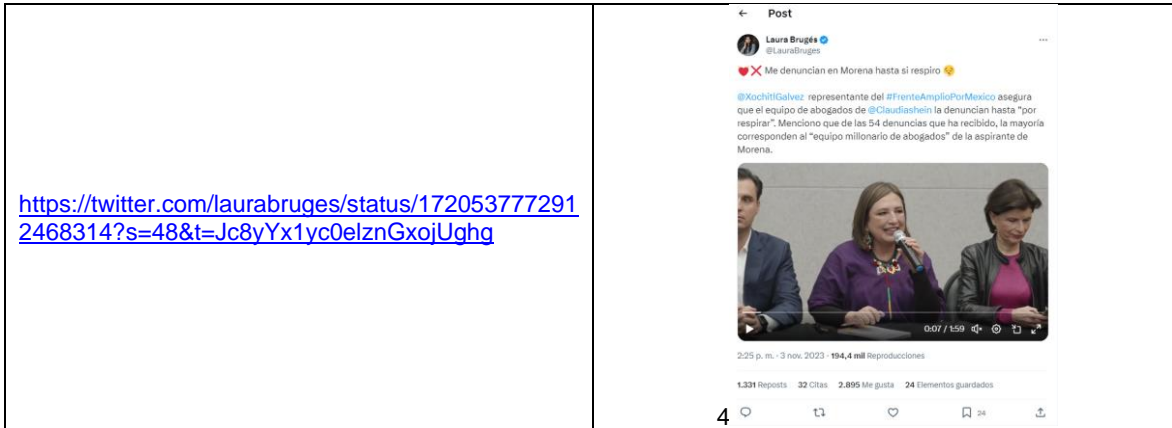 https://twitter.com/laurabruges/status/172053777291
2468314?s=48&t=Jc8yYx1yc0elznGxojUghg
Post
Laura Brugés
@LauraBruges
Me denuncian en Morena hasta si respiro
@XochitlGalvez representante del #FrenteAmplioPorMexico asegura
que el equipo de abogados de @Claudiashein la denuncian hasta "por
respirar". Menciono que de las 54 denuncias que ha recibido, la mayoría
corresponden al "equipo millonario de abogados" de la aspirante de
Morena.
0:07 / 1:59
2:25 p. m. · 3 nov. 2023 · 194,4 mil Reproducciones
1.331 Reposts 32 Citas 2.895 Me gusta 24 Elementos guardados
4
24